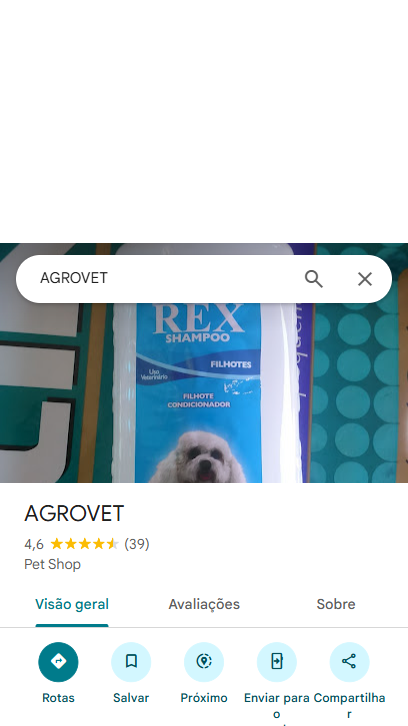 AGROVET
REX
SHAMPOO
Uso
Veterinário
FILHOTES
FILHOTE
CONDICIONADOR
AGROVET
4,6 (39)
Pet Shop
Visão geral Avaliações Sobre
Rotas Salvar Próximo Enviar para Compartilha
o r